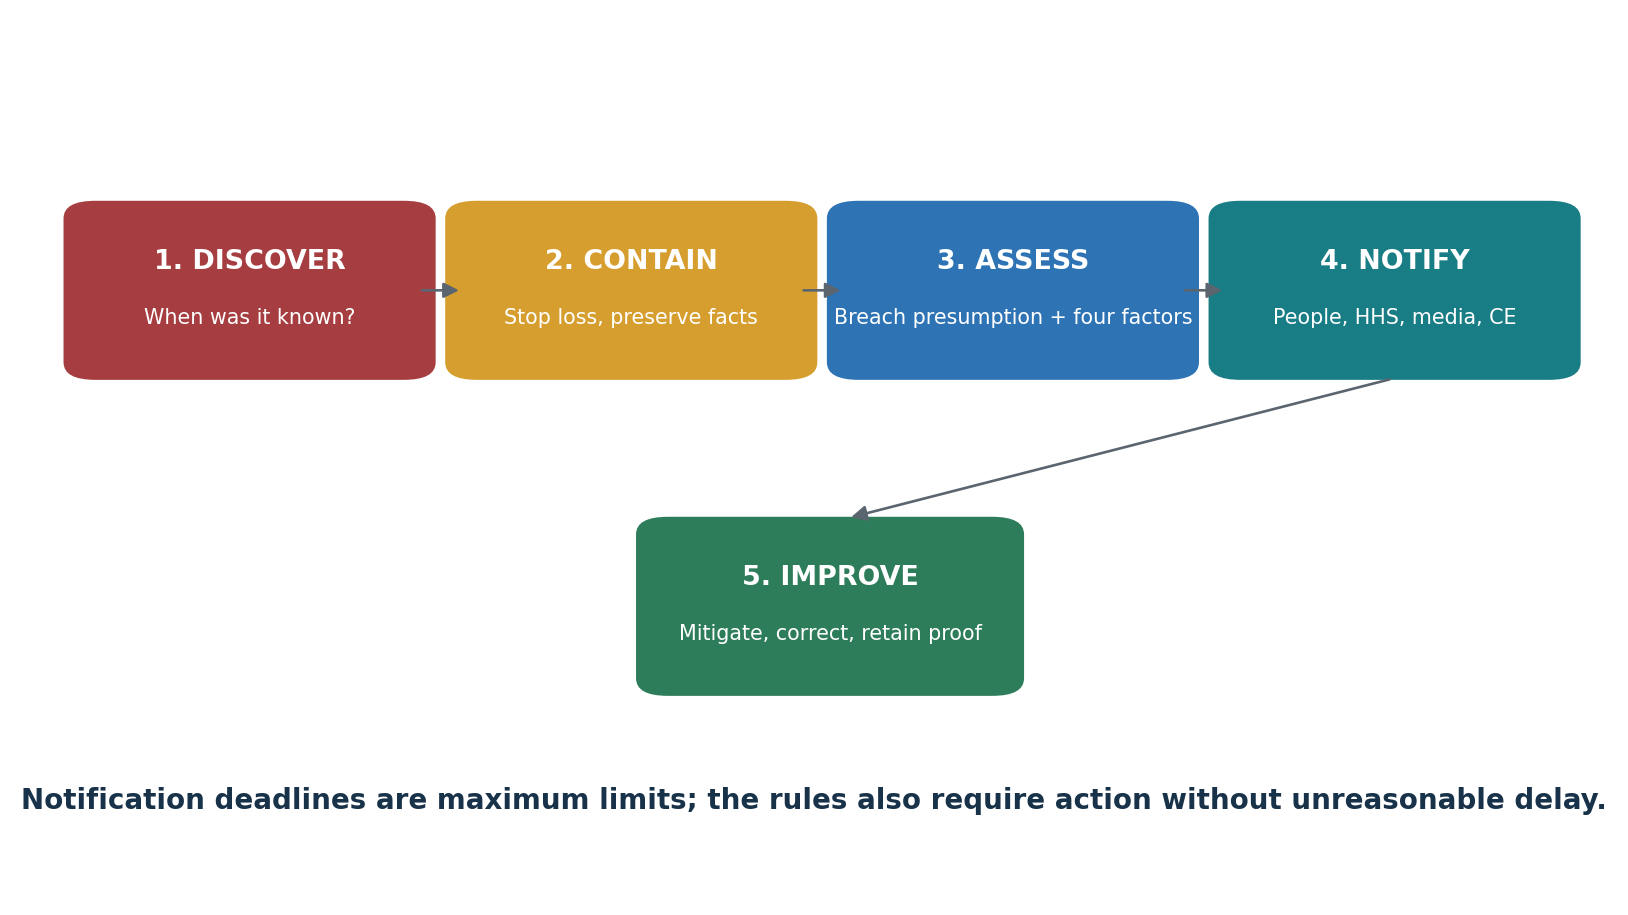 1. DISCOVER
When was it known?
2. CONTAIN
Stop loss, preserve facts
3. ASSESS
Breach presumption + four factors
4. NOTIFY
People, HHS, media, CE
5. IMPROVE
Mitigate, correct, retain proof
Notification deadlines are maximum limits; the rules also require action without unreasonable delay.